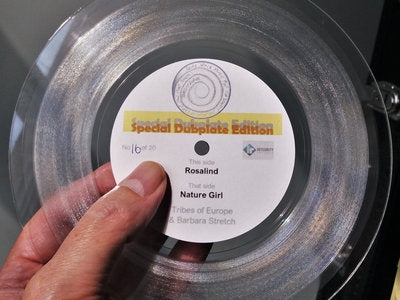 Special Dubplate Edition
No 16 of 20
INTEGRITY
This side
Rosalind
That side
Nature Girl
Tribes of Europe
& Barbara Stretch